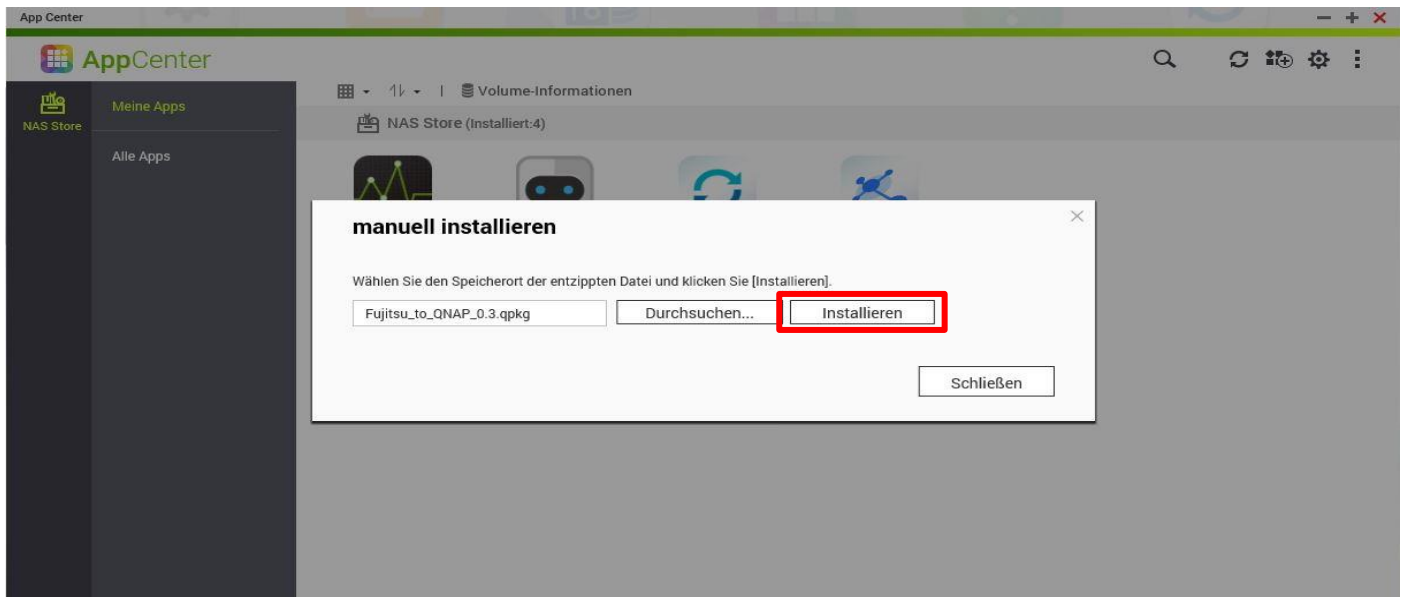 App Center
AppCenter
NAS Store
Meine Apps
Alle Apps
Volume-Informationen
NAS Store (Installiert:4)
manuell installieren
Wählen Sie den Speicherort der entzippten Datei und klicken Sie [Installieren].
Fujitsu_to_QNAP_0.3.qpkg
Durchsuchen...
Installieren
Schließen